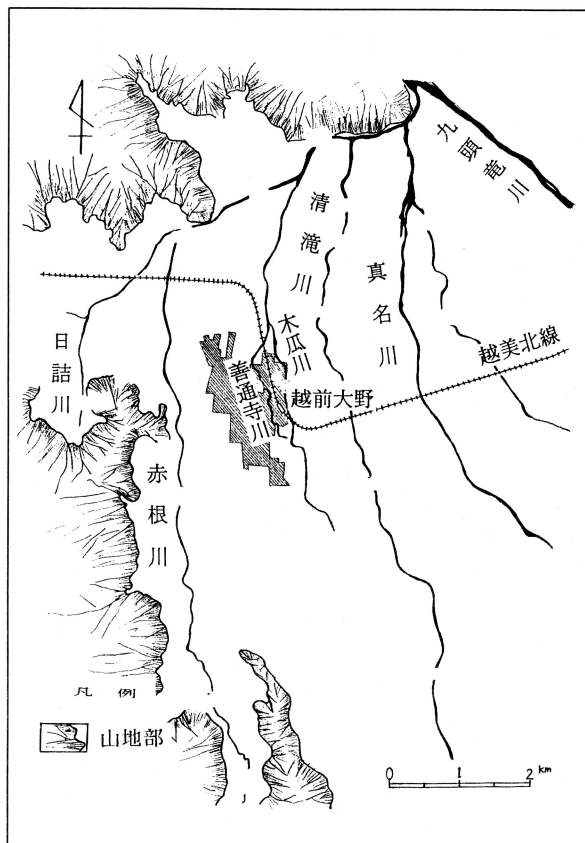 九頭竜川
清滝川
真名川
木瓜川
越美北線
日詰川
善通寺川
越前大野
赤根川
凡例
山地部
0 1 2 km